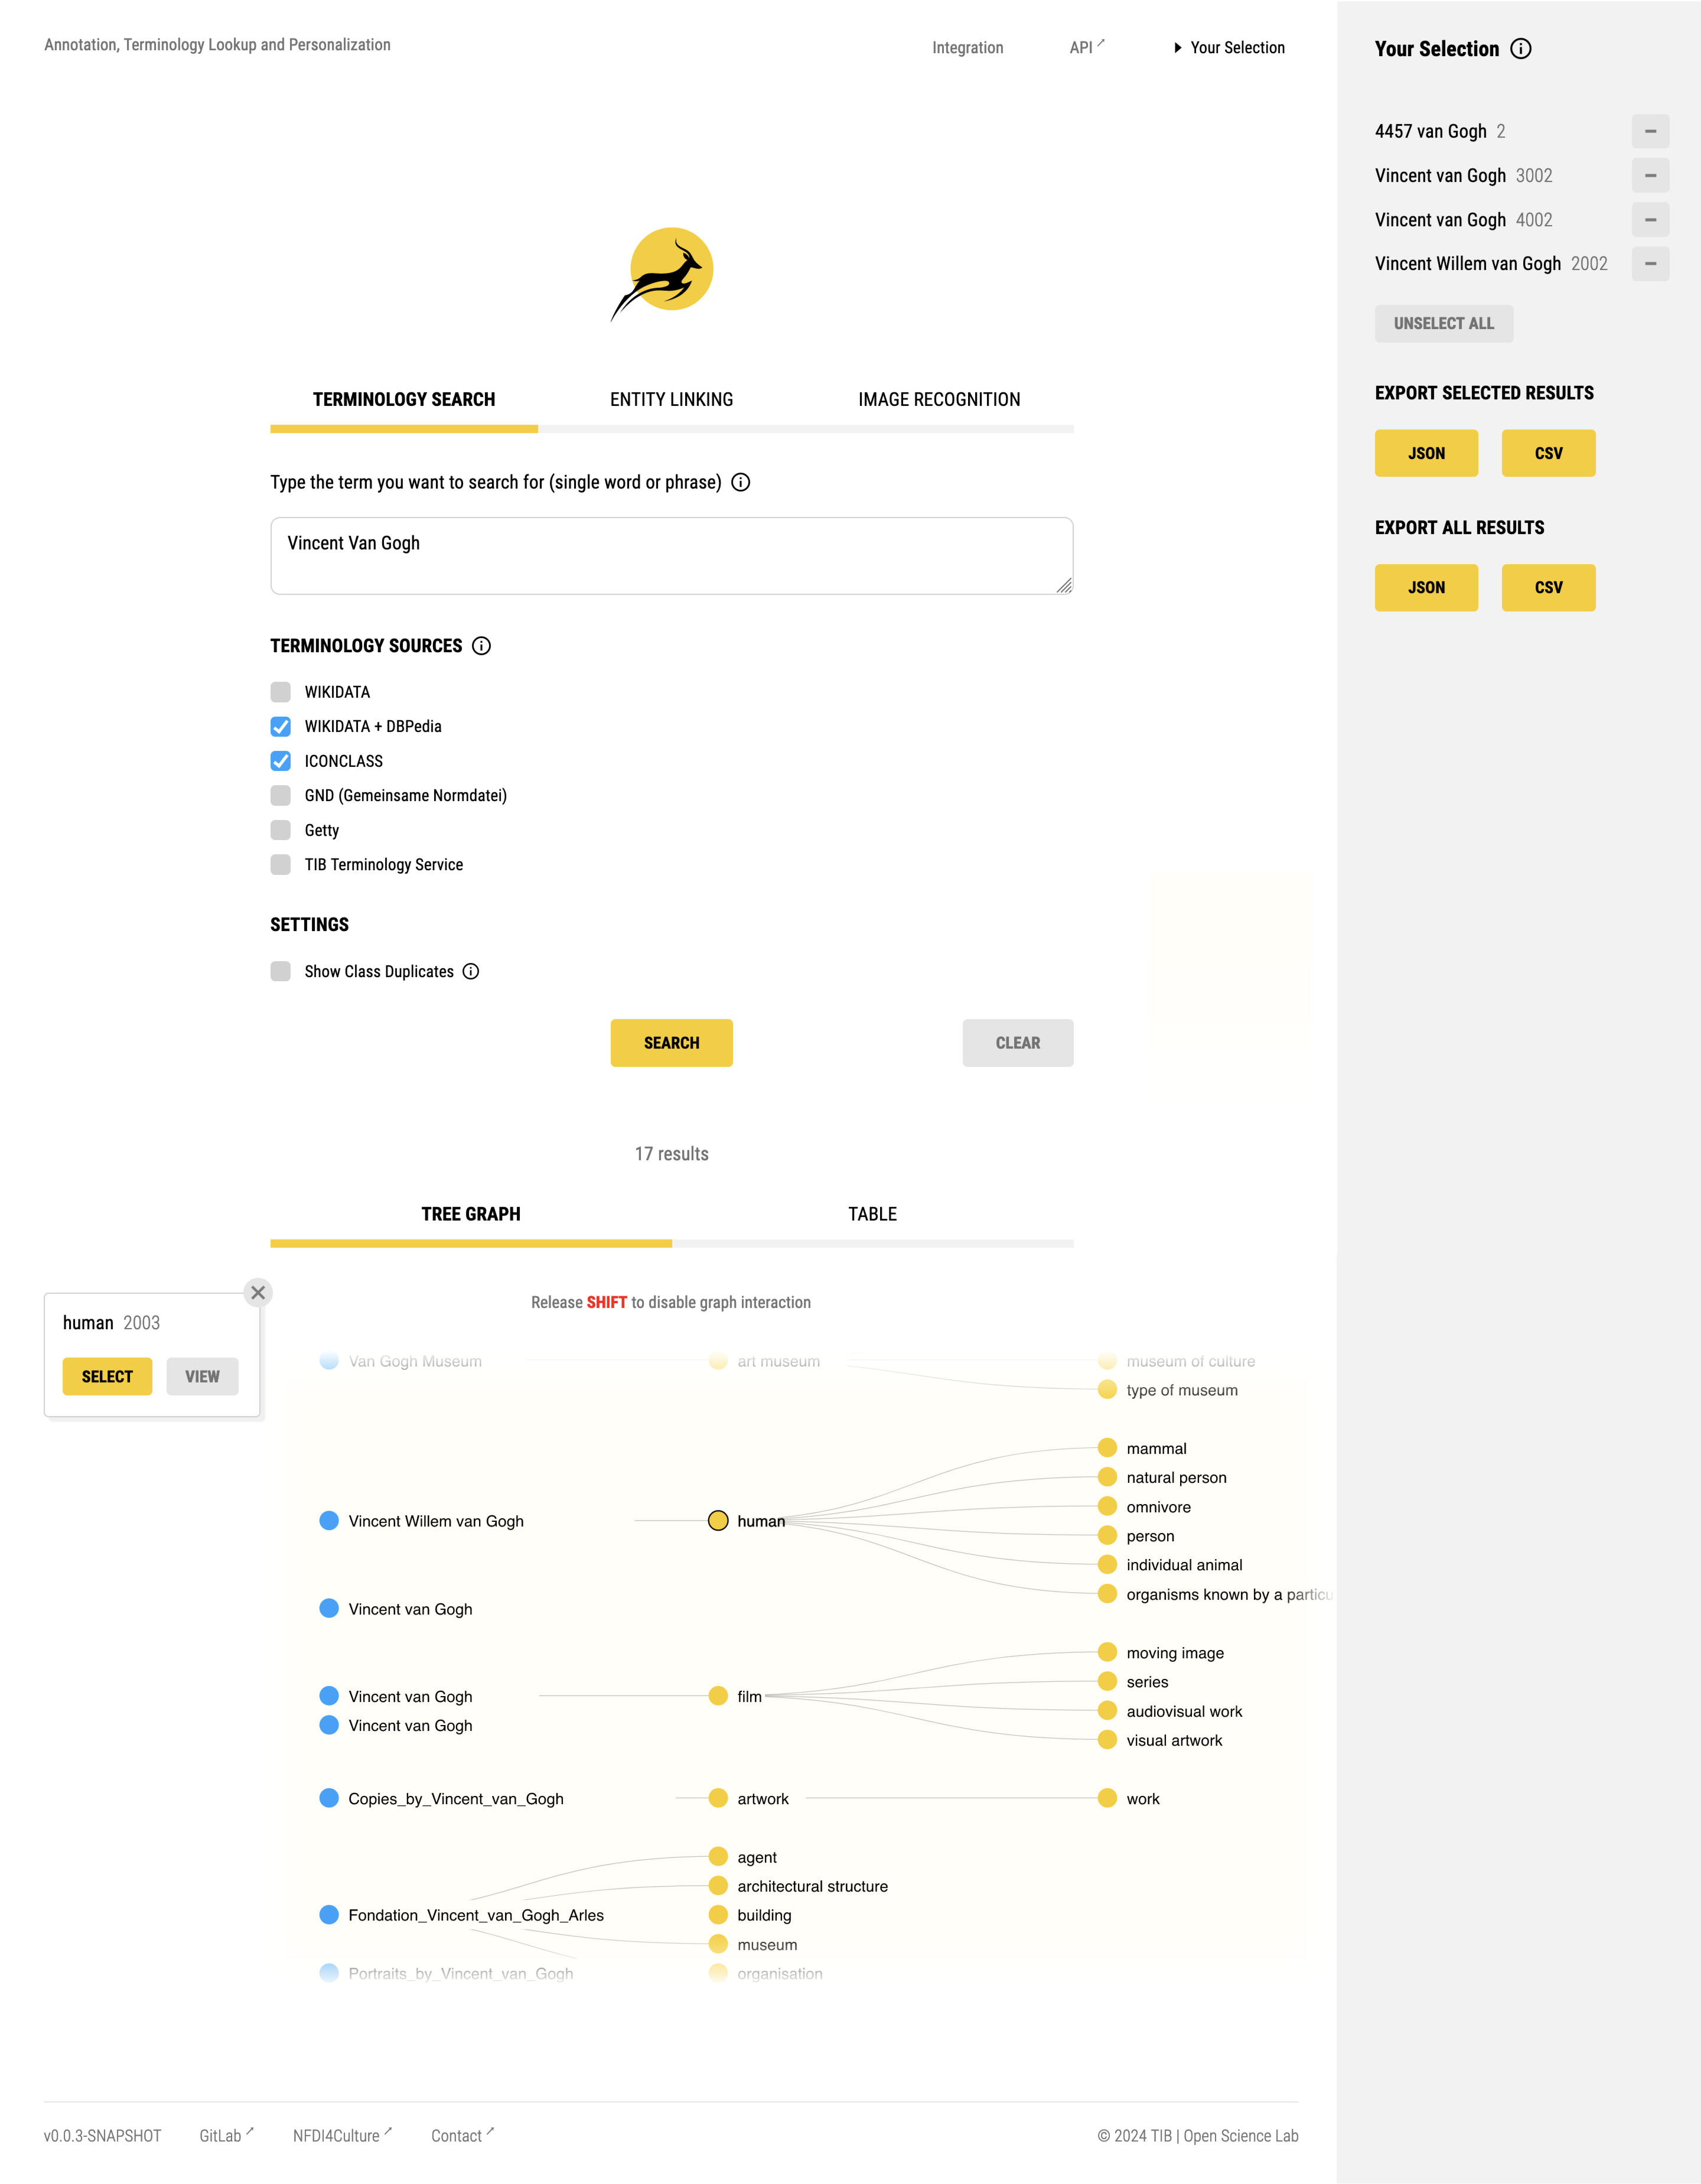 Annotation, Terminology Lookup and Personalization
Integration
API
Your Selection
TERMINOLOGY SEARCH
ENTITY LINKING
IMAGE RECOGNITION
Type the term you want to search for (single word or phrase)
Vincent Van Gogh
TERMINOLOGY SOURCES
WIKIDATA
WIKIDATA + DBPedia
ICONCLASS
GND (Gemeinsame Normdatei)
Getty
TIB Terminology Service
SETTINGS
Show Class Duplicates
SEARCH
CLEAR
17 results
TREE GRAPH
TABLE
Release SHIFT to disable graph interaction
human 2003
SELECT
VIEW
Van Gogh Museum
art museum
museum of culture
type of museum
mammal
natural person
omnivore
person
individual animal
organisms known by a particu
Vincent Willem van Gogh
human
Vincent van Gogh
Vincent van Gogh
film
moving image
series
audiovisual work
visual artwork
Vincent van Gogh
Copies_by_Vincent_van_Gogh
artwork
work
Fondation_Vincent_van_Gogh_Arles
agent
architectural structure
building
museum
organisation
Portraits_by_Vincent_van_Gogh
v0.0.3-SNAPSHOT
GitLab
NFDI4Culture
Contact
© 2024 TIB | Open Science Lab
Your Selection
4457 van Gogh 2
Vincent van Gogh 3002
Vincent van Gogh 4002
Vincent Willem van Gogh 2002
UNSELECT ALL
EXPORT SELECTED RESULTS
JSON
CSV
EXPORT ALL RESULTS
JSON
CSV